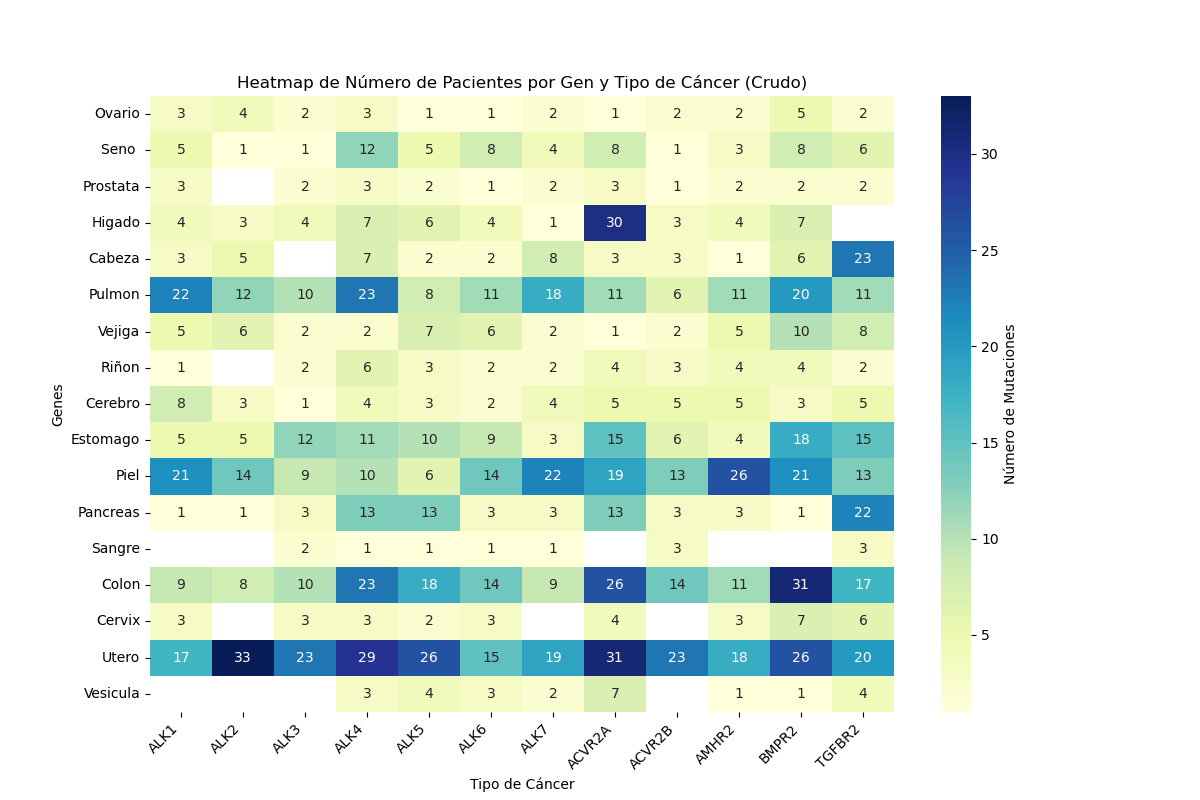 Heatmap de Número de Pacientes por Gen y Tipo de Cáncer (Crudo)
Ovario 3 4 2 3 1 1 2 1 2 2 5 2
Seno 5 1 1 12 5 8 4 8 1 3 8 6
Prostata 3 2 3 2 1 2 3 1 2 2 2
Higado 4 3 4 7 6 4 1 30 3 4 7
Cabeza 3 5 7 2 2 8 3 3 1 6 23
Pulmon 22 12 10 23 8 11 18 11 6 11 20 11
Vejiga 5 6 2 2 7 6 2 1 2 5 10 8
Riñon 1 2 6 3 2 2 4 3 4 4 2
Cerebro 8 3 1 4 3 2 4 5 5 5 3 5
Estomago 5 5 12 11 10 9 3 15 6 4 18 15
Piel 21 14 9 10 6 14 22 19 13 26 21 13
Pancreas 1 1 3 13 13 3 3 13 3 3 1 22
Sangre 2 1 1 1 1 3 3
Colon 9 8 10 23 18 14 9 26 14 11 31 17
Cervix 3 3 3 2 3 4 3 7 6
Utero 17 33 23 29 26 15 19 31 23 18 26 20
Vesicula 3 4 3 2 7 1 1 4
ALK1 ALK2 ALK3 ALK4 ALK5 ALK6 ALK7 ACVR2A ACVR2B AMHR2 BMPR2 TGFBR2
Tipo de Cáncer
Genes
30
25
20
15
10
5
Número de Mutaciones